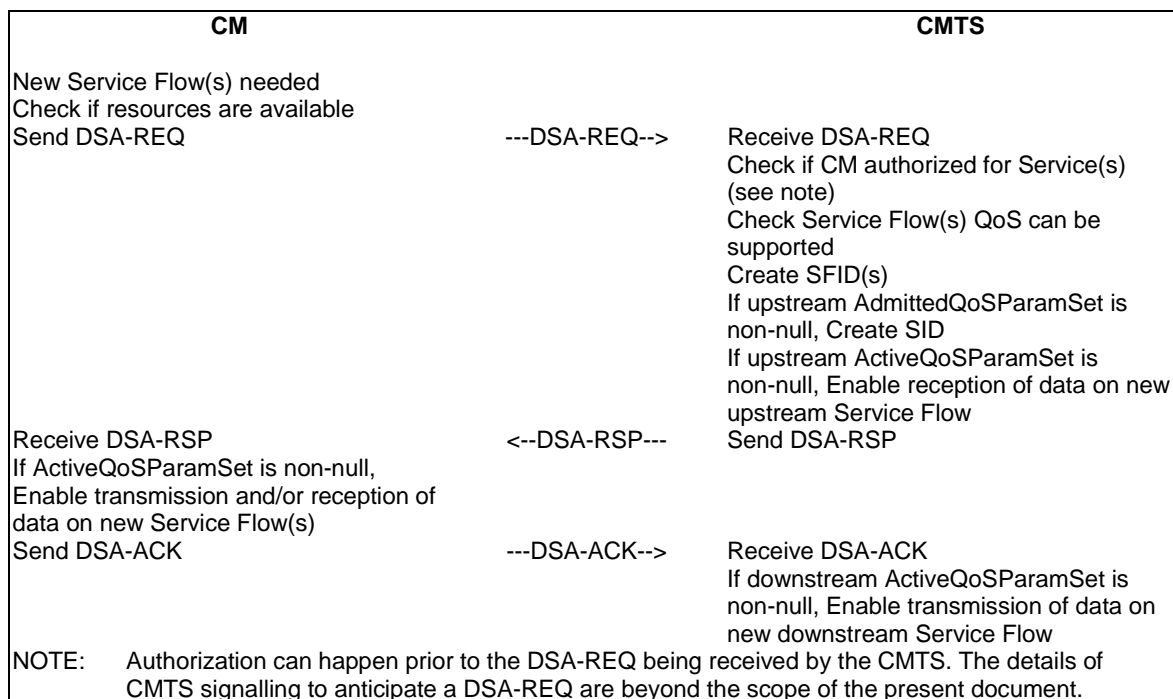 CM CMTS
New Service Flow(s) needed
Check if resources are available
Send DSA-REQ ---DSA-REQ--> Receive DSA-REQ
Check if CM authorized for Service(s)
(see note)
Check Service Flow(s) QoS can be
supported
Create SFID(s)
If upstream AdmittedQoSParamSet is
non-null, Create SID
If upstream ActiveQoSParamSet is
non-null, Enable reception of data on new
upstream Service Flow
Receive DSA-RSP <--DSA-RSP--- Send DSA-RSP
If ActiveQoSParamSet is non-null,
Enable transmission and/or reception of
data on new Service Flow(s)
Send DSA-ACK ---DSA-ACK--> Receive DSA-ACK
If downstream ActiveQoSParamSet is
non-null, Enable transmission of data on
new downstream Service Flow
NOTE: Authorization can happen prior to the DSA-REQ being received by the CMTS. The details of
CMTS signalling to anticipate a DSA-REQ are beyond the scope of the present document.